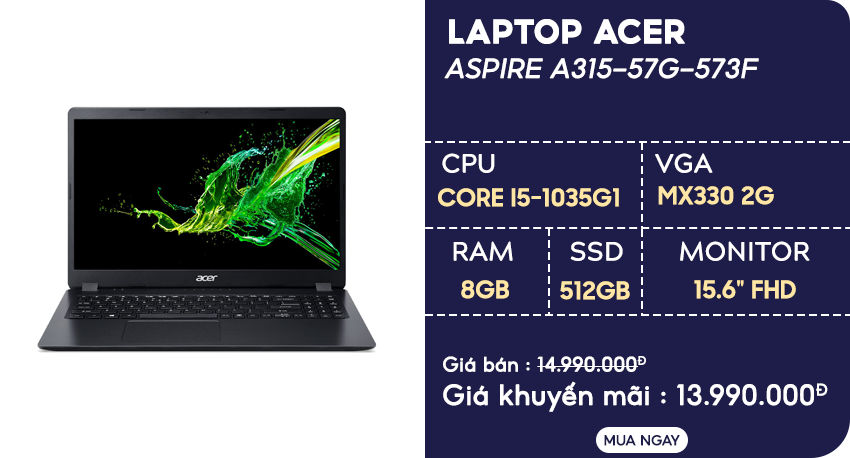 LAPTOP ACER
ASPIRE A315-57G-573F
CPU
CORE I5-1035G1
VGA
MX330 2G
RAM
8GB
SSD
512GB
MONITOR
15.6" FHD
Giá bán : 14.990.000Đ
Giá khuyến mãi : 13.990.000Đ
MUA NGAY
acer